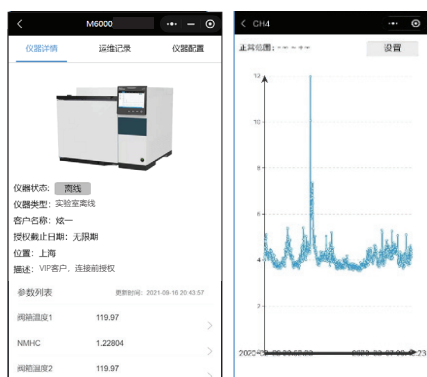 M6000
仪器详情 运维记录 仪器配置
仪器状态: 离线
仪器类型: 实验室离线
客户名称: 炫一
授权截止日期: 无限期
位置: 上海
描述: VIP客户, 连接前授权
参数列表 更新时间: 2021-09-16 20:43:57
阀箱温度1 119.97
NMHC 1.22804
阀箱温度2 119.97
CH4
正常范围: -- -- --
设置
12
10
8
6
4
2